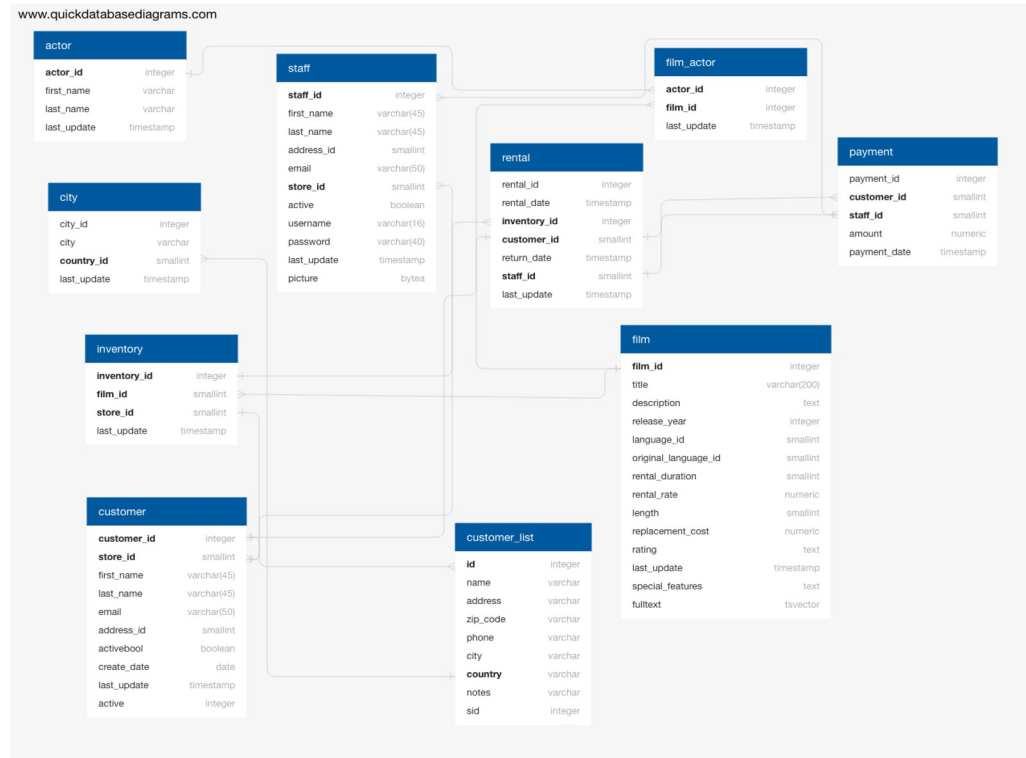 www.quickdatabasediagrams.com
actor
actor_id integer
first_name varchar
last_name varchar
last_update timestamp
staff
staff_id integer
first_name varchar(45)
last_name varchar(45)
address_id smallint
email varchar(50)
store_id smallint
active boolean
username varchar(16)
password varchar(40)
last_update timestamp
picture bytea
film_actor
actor_id integer
film_id integer
last_update timestamp
rental
rental_id integer
rental_date timestamp
inventory_id integer
customer_id smallint
return_date timestamp
staff_id smallint
last_update timestamp
payment
payment_id integer
customer_id smallint
staff_id smallint
amount numeric
payment_date timestamp
city
city_id integer
city varchar
country_id smallint
last_update timestamp
inventory
inventory_id integer
film_id smallint
store_id smallint
last_update timestamp
film
film_id integer
title varchar(200)
description text
release_year integer
language_id smallint
original_language_id smallint
rental_duration smallint
rental_rate numeric
length smallint
replacement_cost numeric
rating text
last_update timestamp
special_features text
fulltext tsvector
customer
customer_id integer
store_id smallint
first_name varchar(45)
last_name varchar(45)
email varchar(50)
address_id smallint
activebool boolean
create_date date
last_update timestamp
active integer
customer_list
id integer
name varchar
address varchar
zip_code varchar
phone varchar
city varchar
country varchar
notes varchar
sid integer